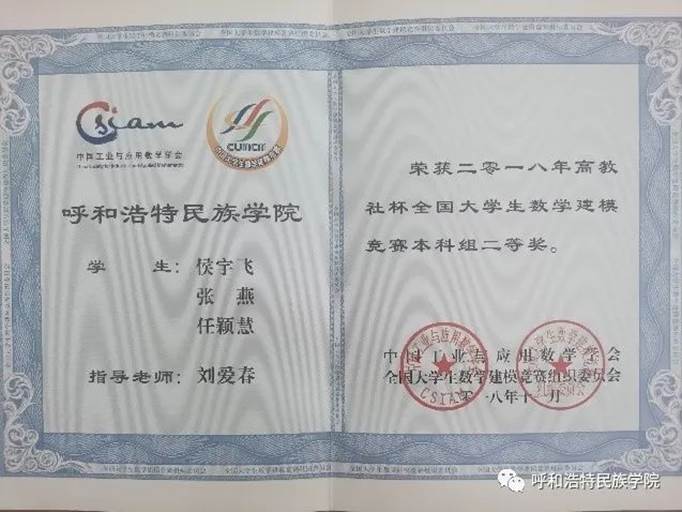 CSiam
中国工业与应用数学学会
CUMCM
呼和浩特民族学院
学 生：侯宇飞
张 燕
任颖慧
指导老师：刘爱春
荣获二零一八年高教
社杯全国大学生数学建模
竞赛本科组二等奖。
中国工业与应用数学学会
全国大学生数学建模竞赛组织委员会
一八年十一月
CSIAM
呼和浩特民族学院